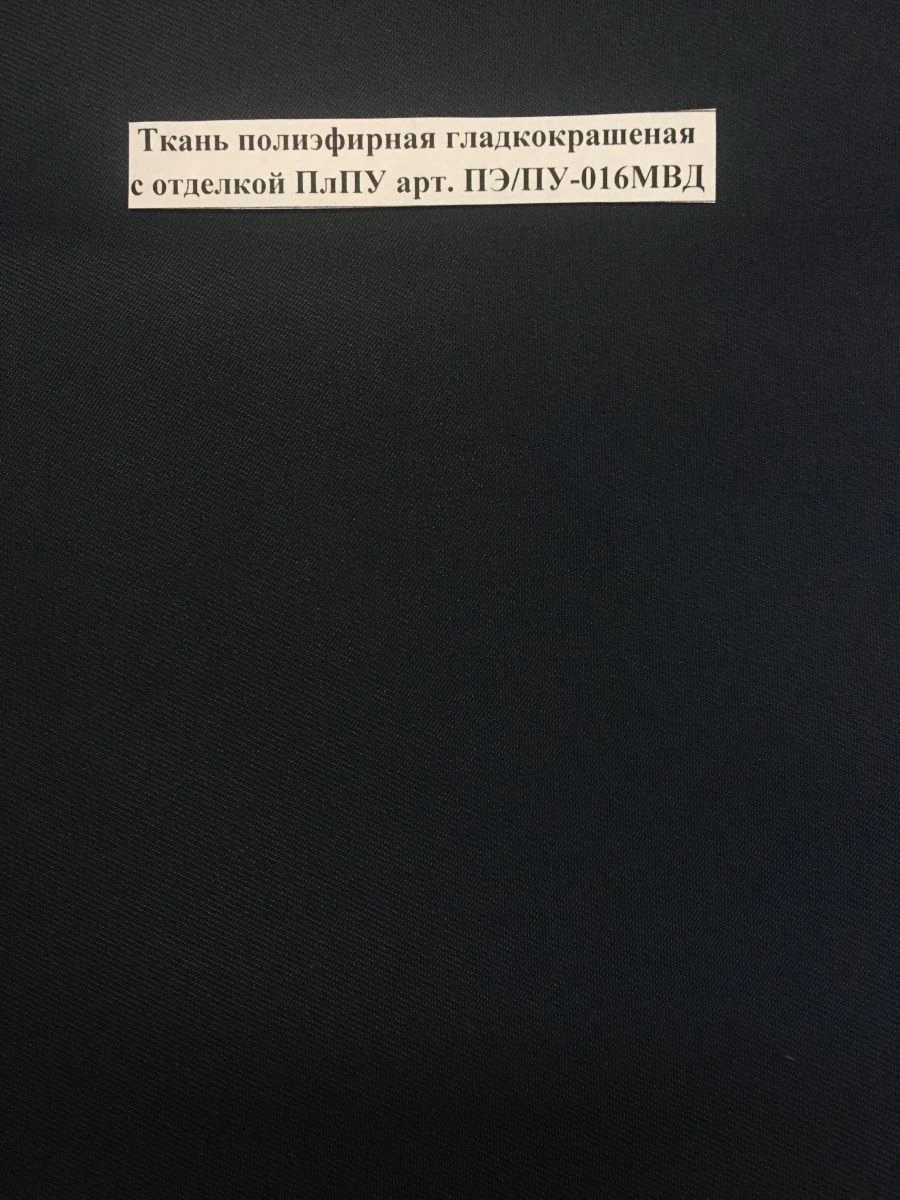 Ткань полиэфирная гладкокрашеная
с отделкой ПлПУ арт. ПЭ/ПУ-016МВД